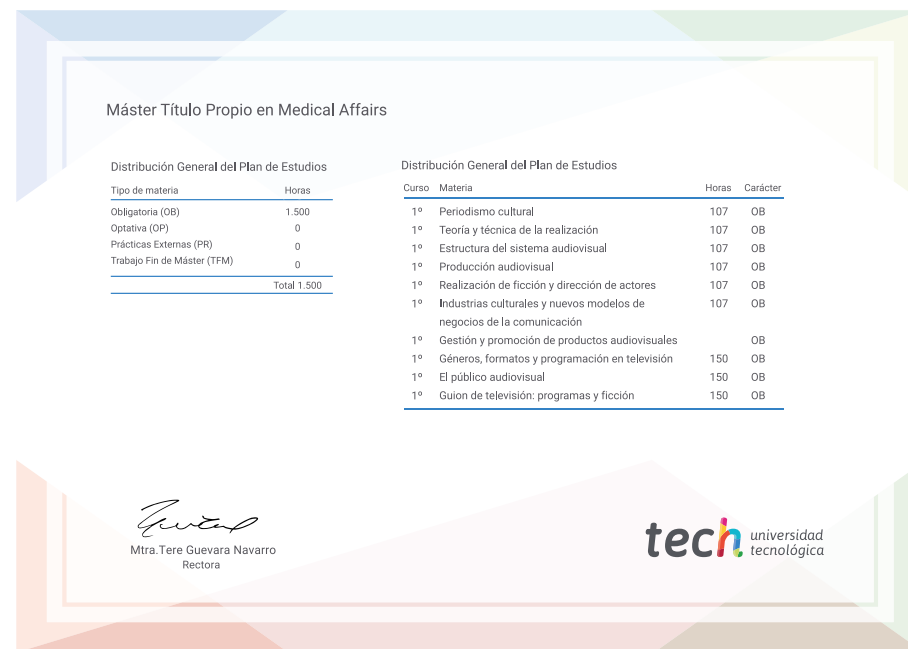 Máster Título Propio en Medical Affairs
Distribución General del Plan de Estudios
Tipo de materia Horas
Obligatoria (OB) 1.500
Optativa (OP) 0
Prácticas Externas (PR) 0
Trabajo Fin de Máster (TFM) 0
Total 1.500
Distribución General del Plan de Estudios
Curso Materia Horas Carácter
1º Periodismo cultural 107 OB
1º Teoría y técnica de la realización 107 OB
1º Estructura del sistema audiovisual 107 OB
1º Producción audiovisual 107 OB
1º Realización de ficción y dirección de actores 107 OB
1º Industrias culturales y nuevos modelos de 107 OB
negocios de la comunicación
1º Gestión y promoción de productos audiovisuales OB
1º Géneros, formatos y programación en televisión 150 OB
1º El público audiovisual 150 OB
1º Guion de televisión: programas y ficción 150 OB
Mtra.Tere Guevara Navarro
Rectora
tech universidad
tecnológica